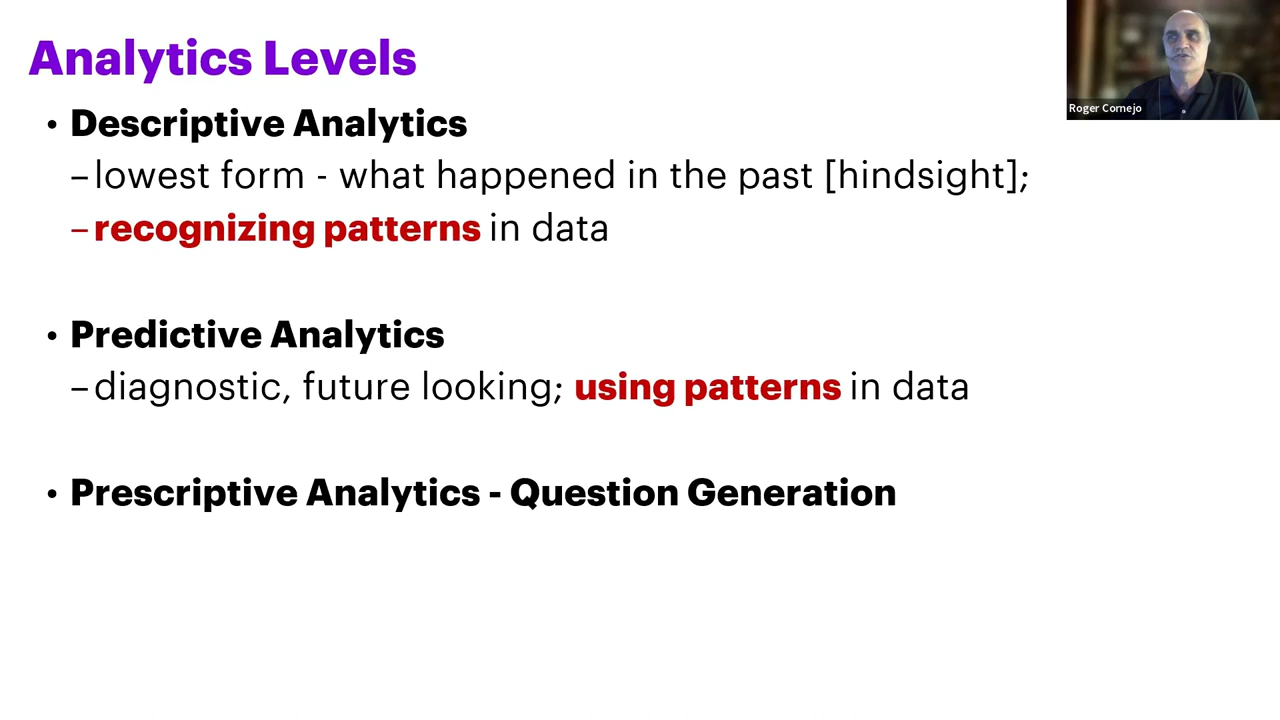 Analytics Levels
• Descriptive Analytics
– lowest form - what happened in the past [hindsight];
– recognizing patterns in data
• Predictive Analytics
– diagnostic, future looking; using patterns in data
• Prescriptive Analytics - Question Generation
Roger Cornejo